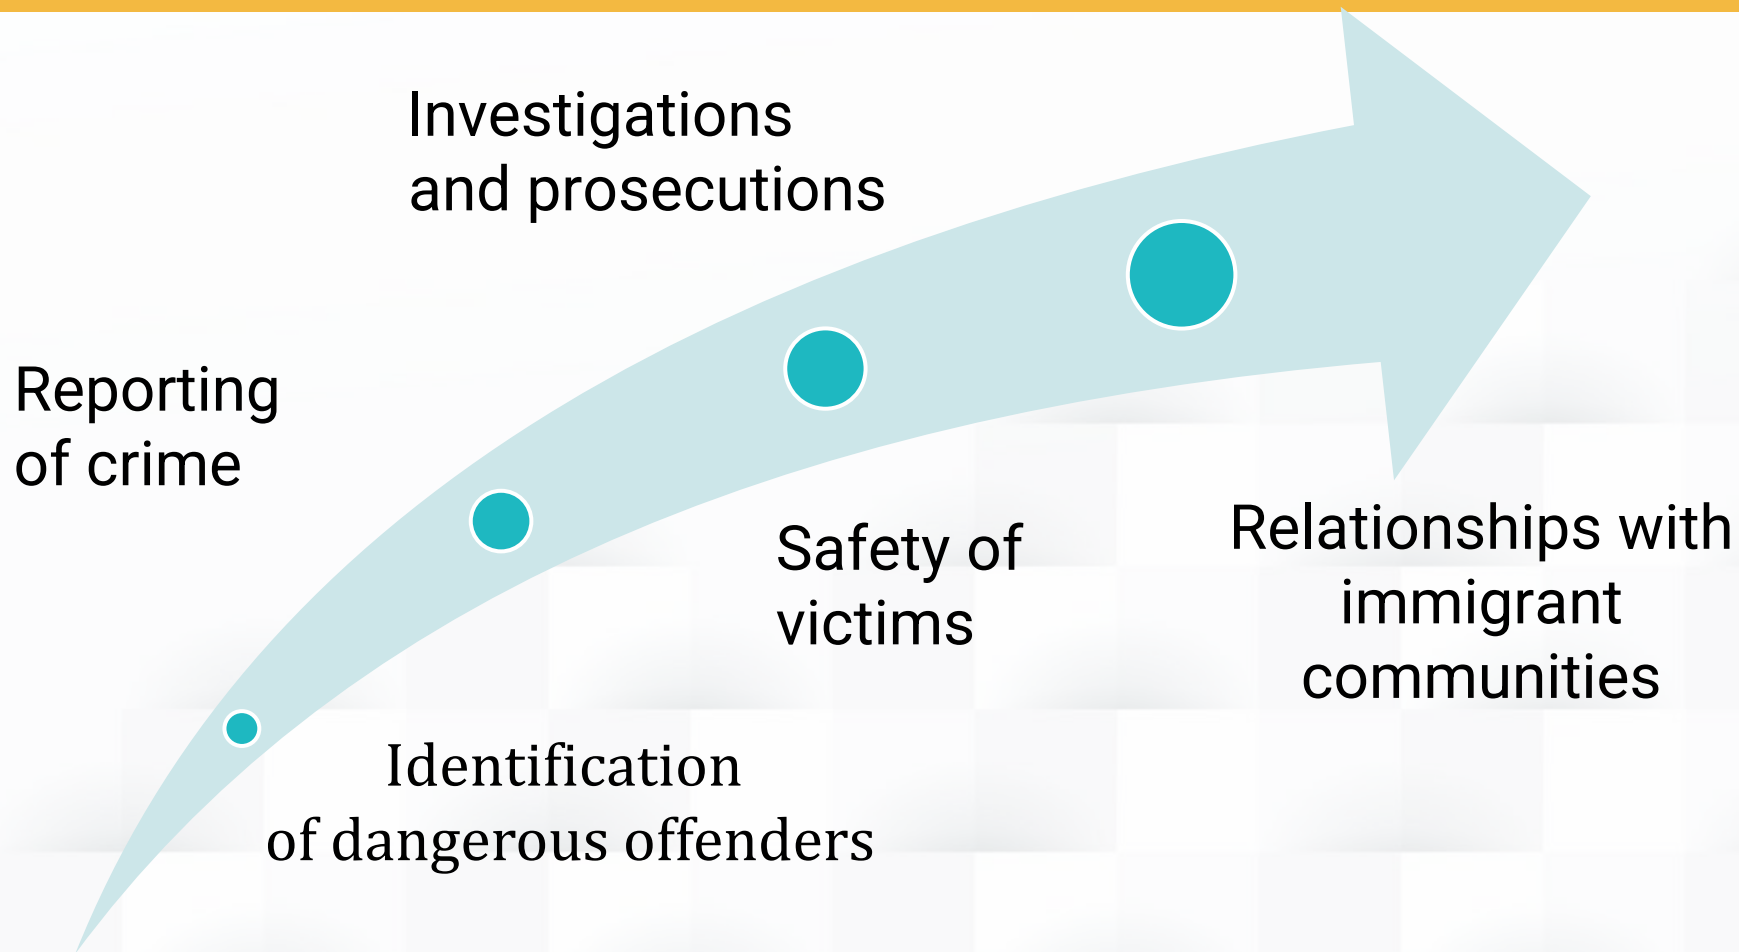 Investigations
and prosecutions
Reporting
of crime
Safety of
victims
Relationships with
immigrant
communities
Identification
of dangerous offenders